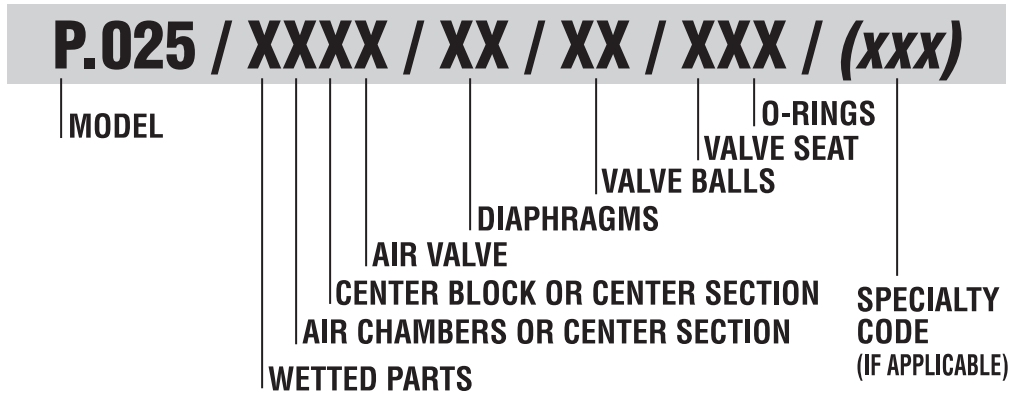 P.025 / XXXX / XX / XX / XXX / (xxx)
MODEL
O-RINGS
VALVE SEAT
VALVE BALLS
DIAPHRAGMS
AIR VALVE
CENTER BLOCK OR CENTER SECTION
AIR CHAMBERS OR CENTER SECTION
WETTED PARTS
SPECIALTY
CODE
(IF APPLICABLE)